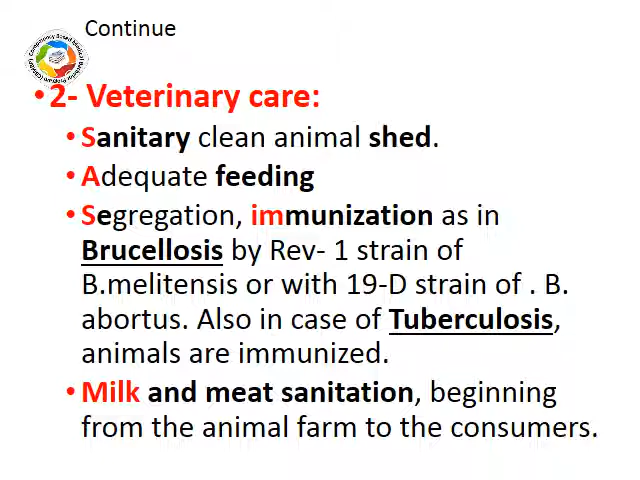 Continue
• 2- Veterinary care:
• Sanitary clean animal shed.
• Adequate feeding
• Segregation, immunization as in
Brucellosis by Rev- 1 strain of
B.melitensis or with 19-D strain of . B.
abortus. Also in case of Tuberculosis,
animals are immunized.
• Milk and meat sanitation, beginning
from the animal farm to the consumers.